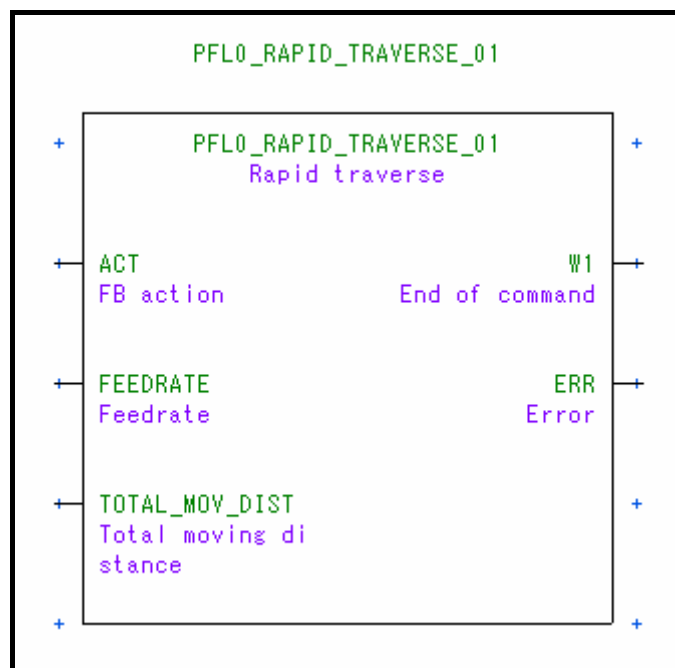 PFL0_RAPID_TRAVERSE_01
PFL0_RAPID_TRAVERSE_01
Rapid traverse
ACT W1
FB action End of command
FEEDRATE ERR
Feedrate Error
TOTAL_MOV_DIST
Total moving di
stance